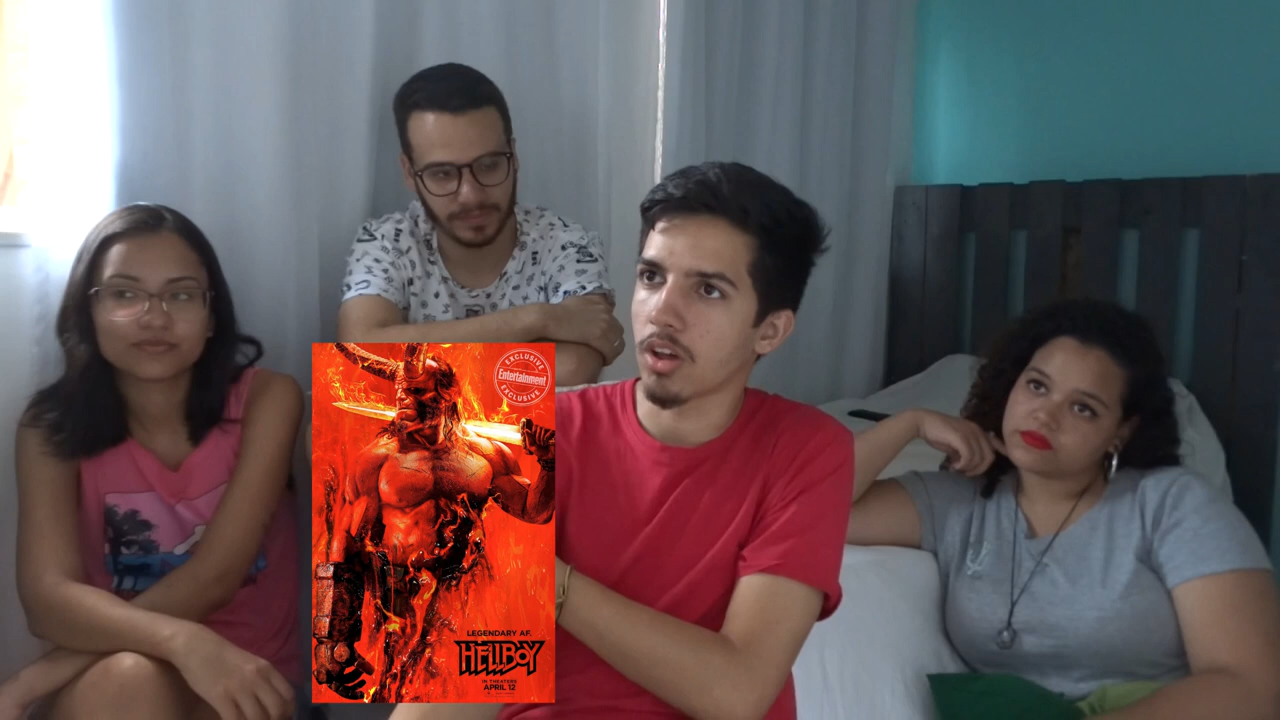 EXCLUSIVE
Entertainment
EXCLUSIVE
LEGENDARY AF.
HELLBOY
IN THEATERS
APRIL 12